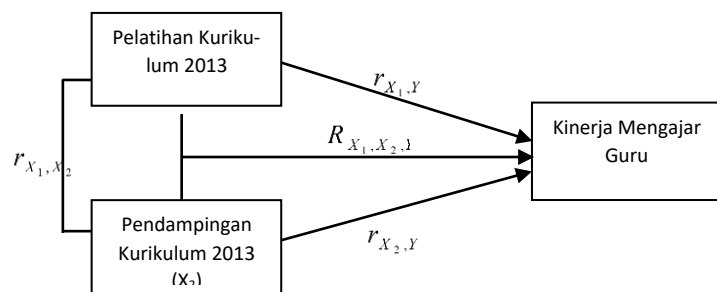 Pelatihan Kuriku-
lum 2013
r X₁,Y
Kinerja Mengajar
Guru
R X₁,X₂,Y
r X₁,X₂
Pendampingan
Kurikulum 2013
(X₂)
r X₂,Y